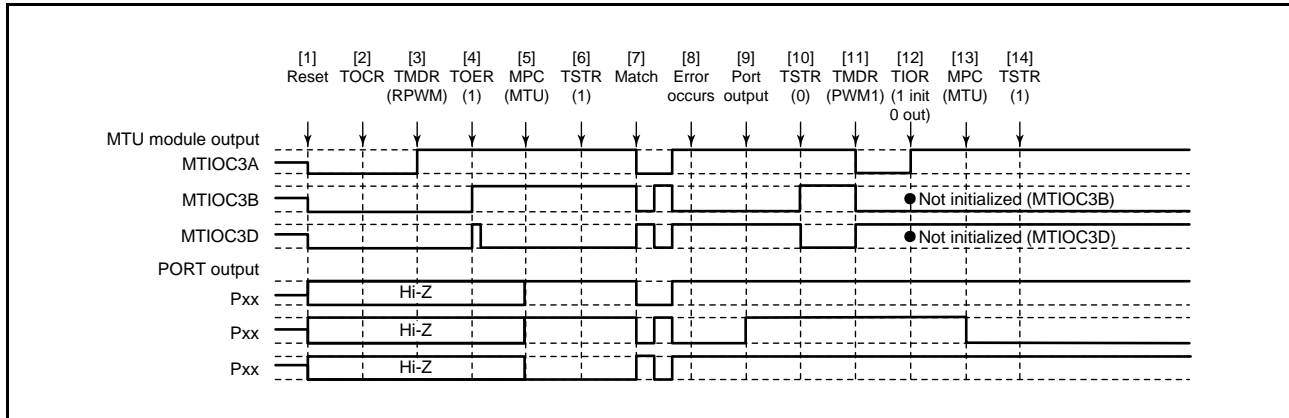 [1] [2] [3] [4] [5] [6] [7] [8] [9] [10] [11] [12] [13] [14]
Reset TOCR TMDR TOER MPC TSTR Match Error Port TSTR TMDR TIOR MPC TSTR
(RPWM) (1) (MTU) (1) occurs output (0) (PWM1) (1 init (MTU) (1)
0 out)
MTU module output
MTIOC3A
MTIOC3B
Not initialized (MTIOC3B)
MTIOC3D
Not initialized (MTIOC3D)
PORT output
Pxx
Hi-Z
Pxx
Hi-Z
Pxx
Hi-Z